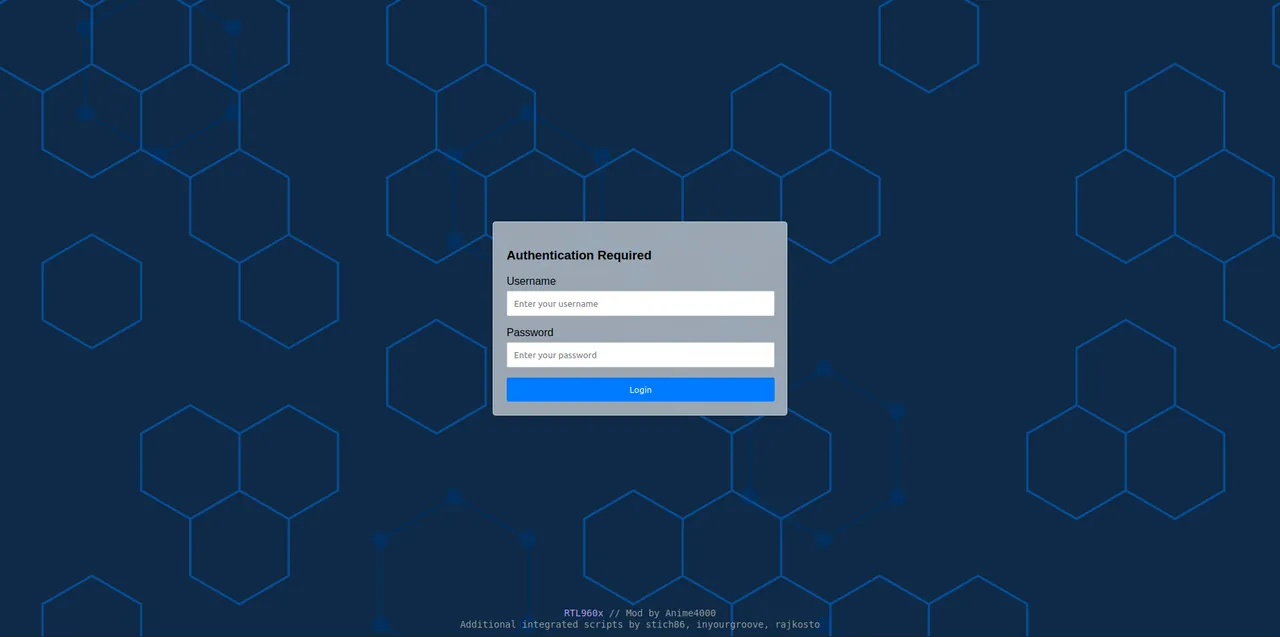 Authentication Required
Username
Enter your username
Password
Enter your password
Login
RTL960x // Mod by Anime4000
Additional integrated scripts by stich86, inyourgroove, rajkosto